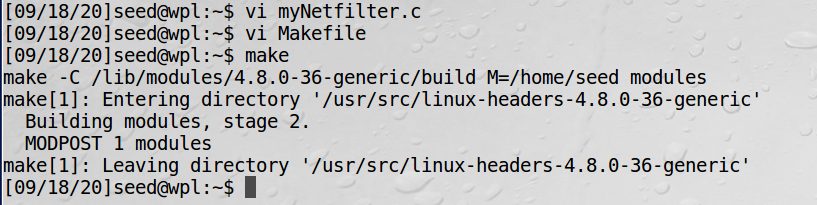 [09/18/20]seed@wpl:~$ vi myNetfilter.c
[09/18/20]seed@wpl:~$ vi Makefile
[09/18/20]seed@wpl:~$ make
make -C /lib/modules/4.8.0-36-generic/build M=/home/seed modules
make[1]: Entering directory '/usr/src/linux-headers-4.8.0-36-generic'
  Building modules, stage 2.
  MODPOST 1 modules
make[1]: Leaving directory '/usr/src/linux-headers-4.8.0-36-generic'
[09/18/20]seed@wpl:~$